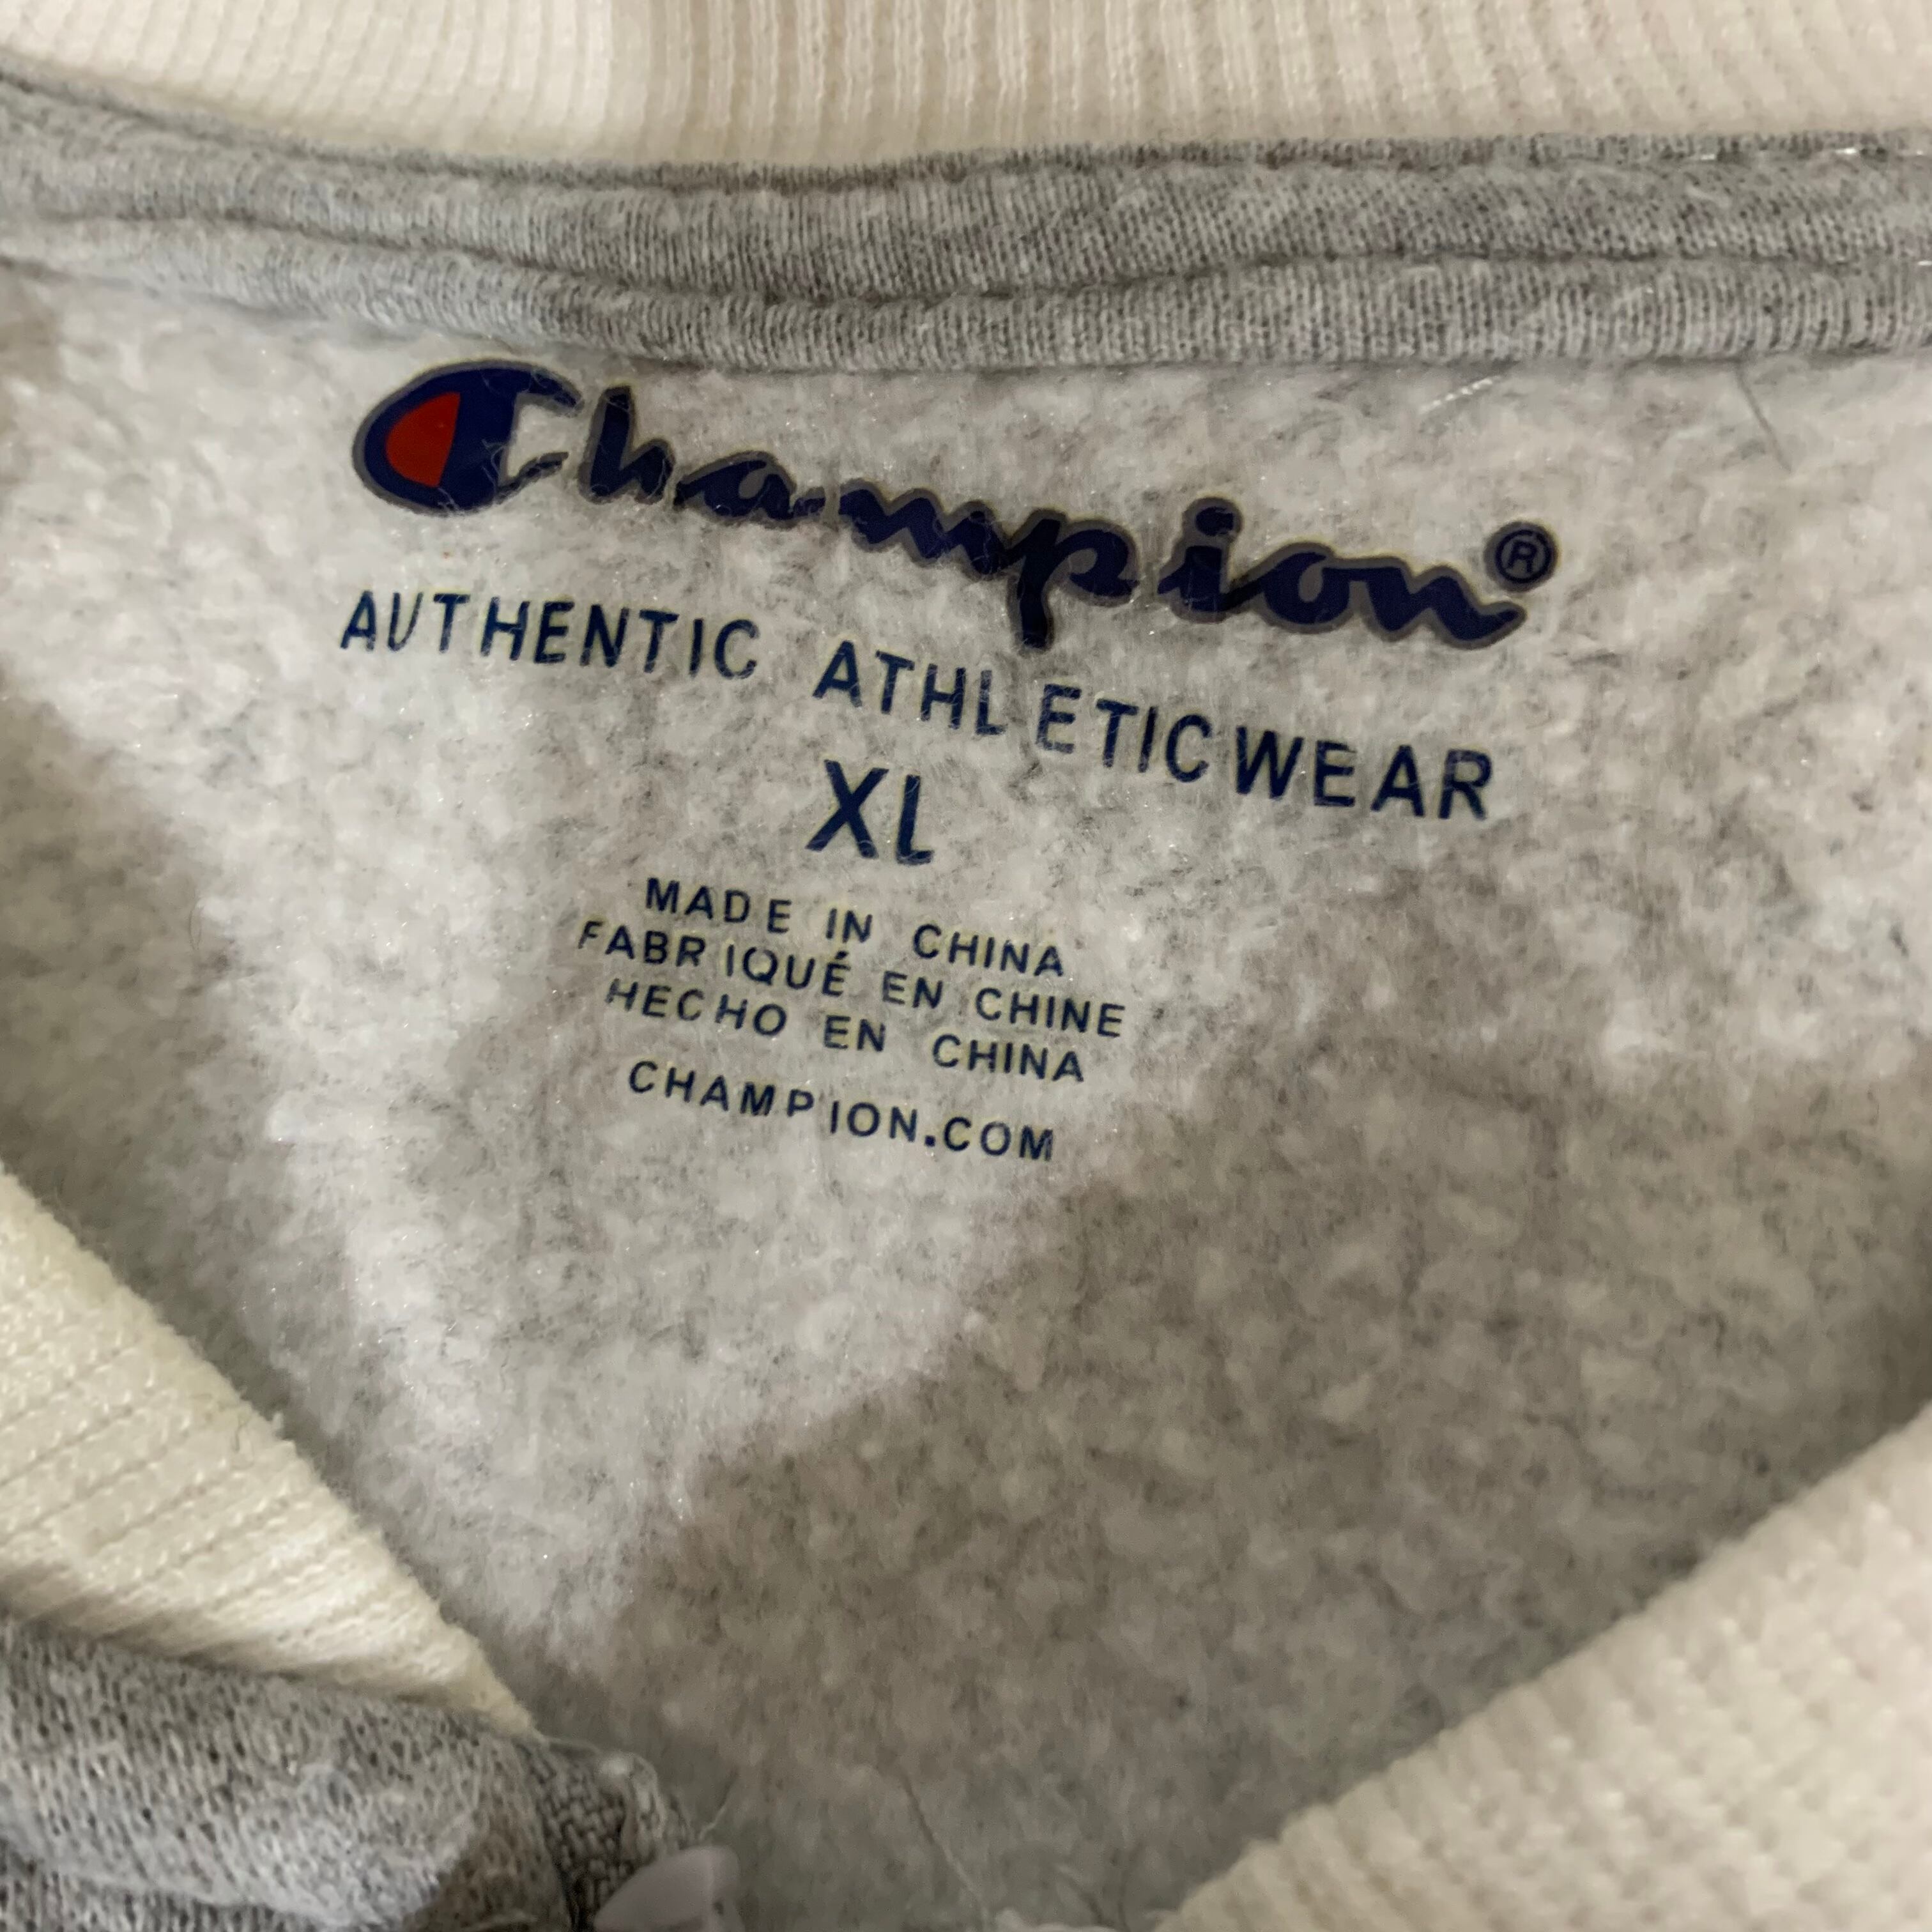 Champion®
AUTHENTIC ATHLETICWEAR
XL
MADE IN CHINA
FABRIQUÉ EN CHINE
HECHO EN CHINA
CHAMPION.COM